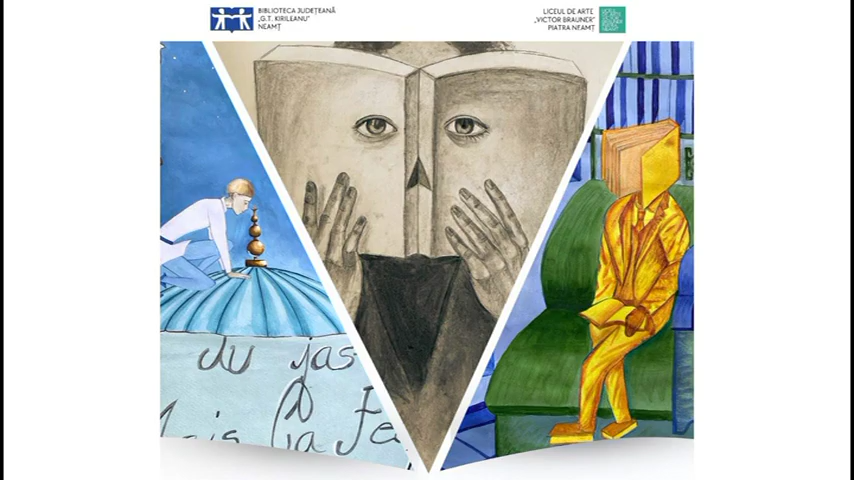 BIBLIOTECA JUDEȚEANĂ
„G.T. KIRILEANU”
NEAMȚ
LICEUL DE ARTE
„VICTOR BRAUNER”
PIATRA NEAMȚ
du jas